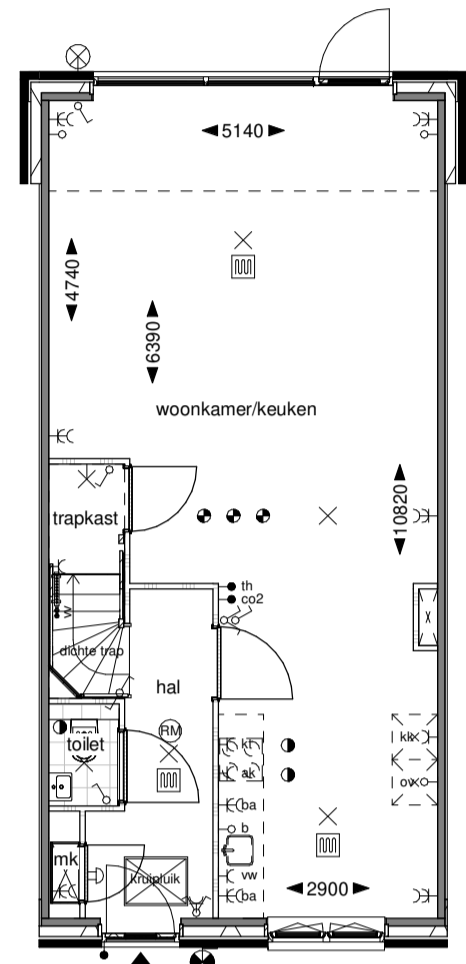 5140
4740
6390
woonkamer/keuken
10820
trapkast
th
co2
w
dichte trap
hal
RM
toilet
kt
kk
ak
ov
ba
b
mk
vw
kruipluik
ba
2900